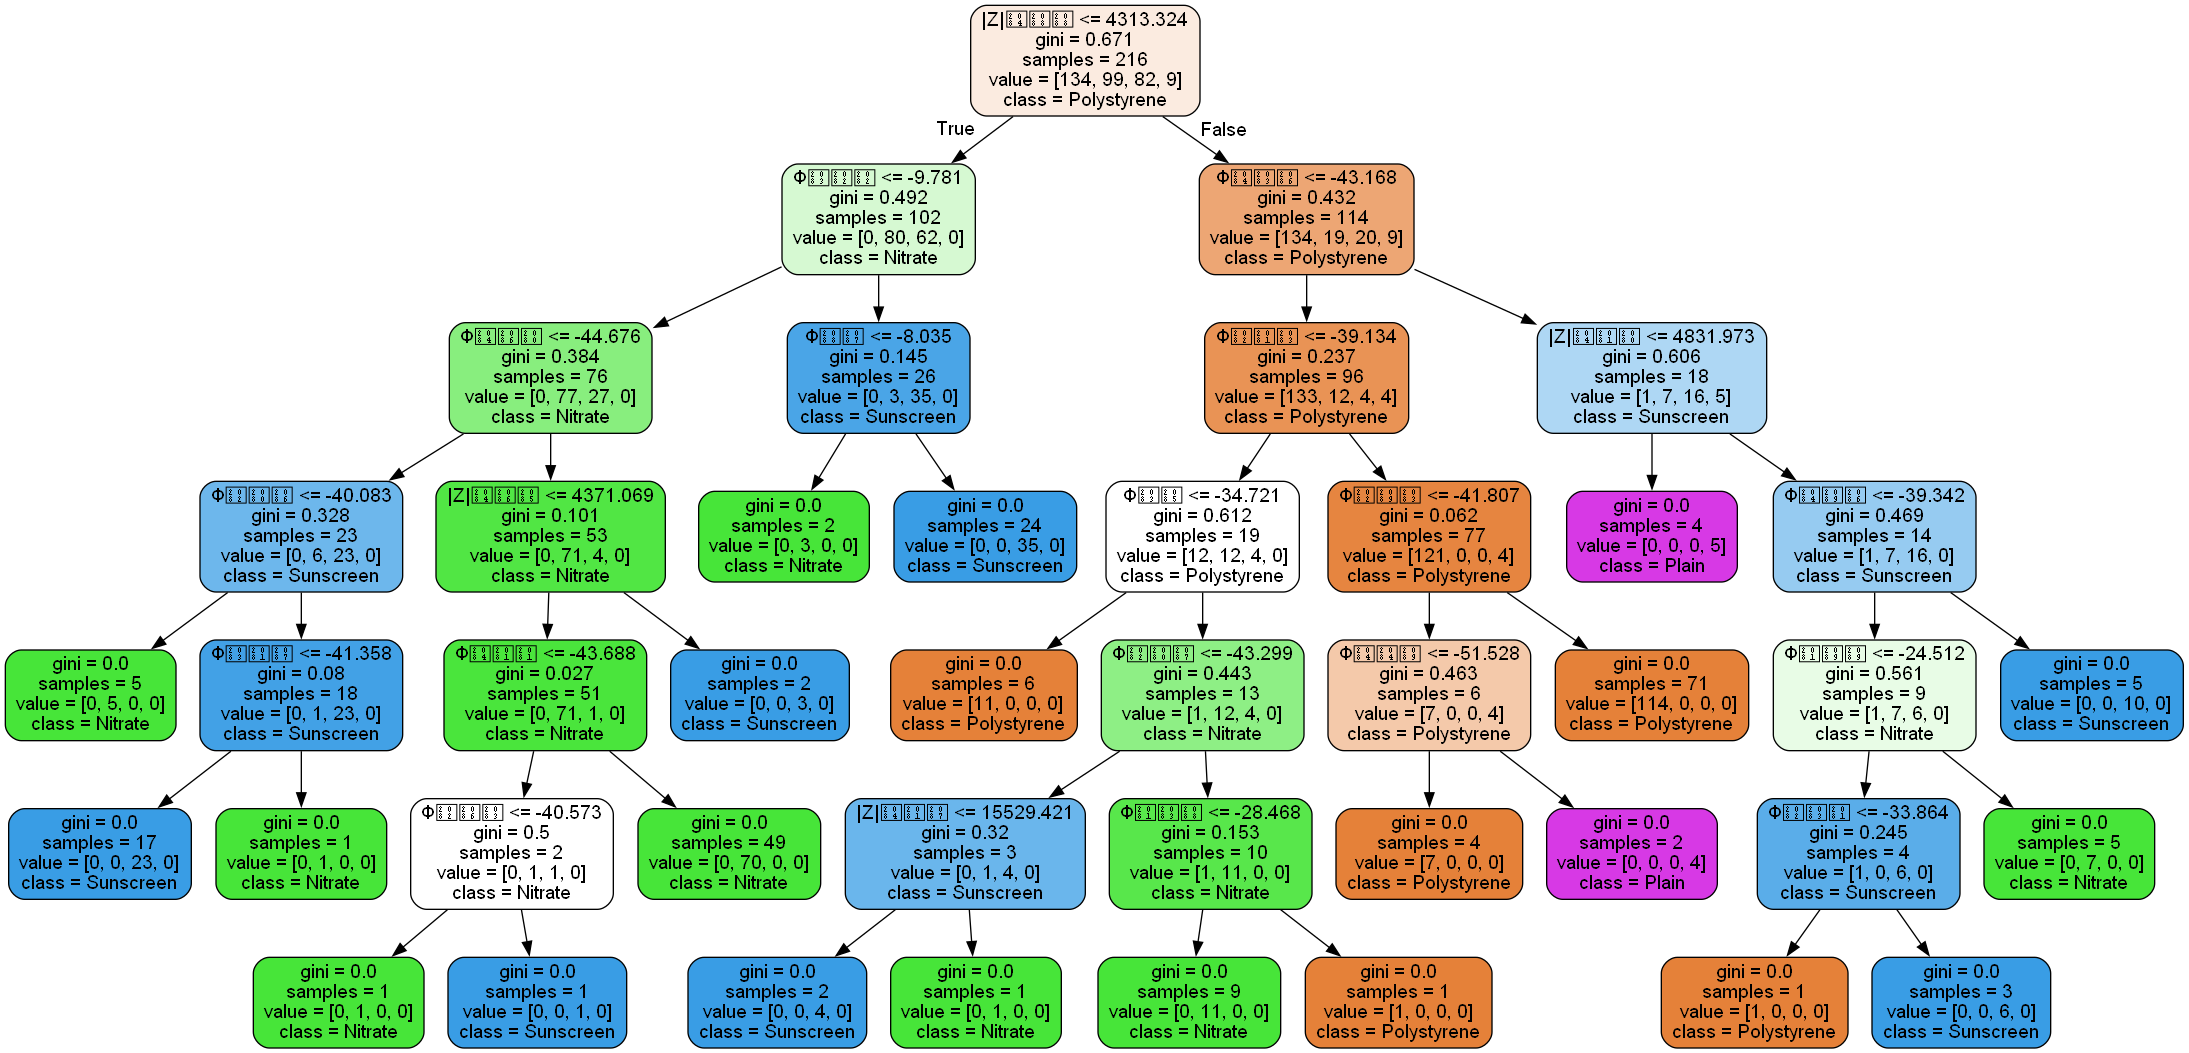 |Z| <= 4313.324
gini = 0.671
samples = 216
value = [134, 99, 82, 9]
class = Polystyrene
True
False
Φ <= -9.781
gini = 0.492
samples = 102
value = [0, 80, 62, 0]
class = Nitrate
Φ <= -43.168
gini = 0.432
samples = 114
value = [134, 19, 20, 9]
class = Polystyrene
Φ <= -44.676
gini = 0.384
samples = 76
value = [0, 77, 27, 0]
class = Nitrate
Φ <= -8.035
gini = 0.145
samples = 26
value = [0, 3, 35, 0]
class = Sunscreen
Φ <= -39.134
gini = 0.237
samples = 96
value = [133, 12, 4, 4]
class = Polystyrene
|Z| <= 4831.973
gini = 0.606
samples = 18
value = [1, 7, 16, 5]
class = Sunscreen
Φ <= -40.083
gini = 0.328
samples = 23
value = [0, 6, 23, 0]
class = Sunscreen
|Z| <= 4371.069
gini = 0.101
samples = 53
value = [0, 71, 4, 0]
class = Nitrate
gini = 0.0
samples = 2
value = [0, 3, 0, 0]
class = Nitrate
gini = 0.0
samples = 24
value = [0, 0, 35, 0]
class = Sunscreen
Φ <= -34.721
gini = 0.612
samples = 19
value = [12, 12, 4, 0]
class = Polystyrene
Φ <= -41.807
gini = 0.062
samples = 77
value = [121, 0, 0, 4]
class = Polystyrene
gini = 0.0
samples = 4
value = [0, 0, 0, 5]
class = Plain
Φ <= -39.342
gini = 0.469
samples = 14
value = [1, 7, 16, 0]
class = Sunscreen
gini = 0.0
samples = 5
value = [0, 5, 0, 0]
class = Nitrate
Φ <= -41.358
gini = 0.08
samples = 18
value = [0, 1, 23, 0]
class = Sunscreen
Φ <= -43.688
gini = 0.027
samples = 51
value = [0, 71, 1, 0]
class = Nitrate
gini = 0.0
samples = 2
value = [0, 0, 3, 0]
class = Sunscreen
gini = 0.0
samples = 6
value = [11, 0, 0, 0]
class = Polystyrene
Φ <= -43.299
gini = 0.443
samples = 13
value = [1, 12, 4, 0]
class = Nitrate
Φ <= -51.528
gini = 0.463
samples = 6
value = [7, 0, 0, 4]
class = Polystyrene
gini = 0.0
samples = 71
value = [114, 0, 0, 0]
class = Polystyrene
Φ <= -24.512
gini = 0.561
samples = 9
value = [1, 7, 6, 0]
class = Nitrate
gini = 0.0
samples = 5
value = [0, 0, 10, 0]
class = Sunscreen
gini = 0.0
samples = 17
value = [0, 0, 23, 0]
class = Sunscreen
gini = 0.0
samples = 1
value = [0, 1, 0, 0]
class = Nitrate
Φ <= -40.573
gini = 0.5
samples = 2
value = [0, 1, 1, 0]
class = Nitrate
gini = 0.0
samples = 49
value = [0, 70, 0, 0]
class = Nitrate
|Z| <= 15529.421
gini = 0.32
samples = 3
value = [0, 1, 4, 0]
class = Sunscreen
Φ <= -28.468
gini = 0.153
samples = 10
value = [1, 11, 0, 0]
class = Nitrate
gini = 0.0
samples = 4
value = [7, 0, 0, 0]
class = Polystyrene
gini = 0.0
samples = 2
value = [0, 0, 0, 4]
class = Plain
Φ <= -33.864
gini = 0.245
samples = 4
value = [1, 0, 6, 0]
class = Sunscreen
gini = 0.0
samples = 5
value = [0, 7, 0, 0]
class = Nitrate
gini = 0.0
samples = 1
value = [0, 1, 0, 0]
class = Nitrate
gini = 0.0
samples = 1
value = [0, 0, 1, 0]
class = Sunscreen
gini = 0.0
samples = 2
value = [0, 0, 4, 0]
class = Sunscreen
gini = 0.0
samples = 1
value = [0, 1, 0, 0]
class = Nitrate
gini = 0.0
samples = 9
value = [0, 11, 0, 0]
class = Nitrate
gini = 0.0
samples = 1
value = [1, 0, 0, 0]
class = Polystyrene
gini = 0.0
samples = 1
value = [1, 0, 0, 0]
class = Polystyrene
gini = 0.0
samples = 3
value = [0, 0, 6, 0]
class = Sunscreen